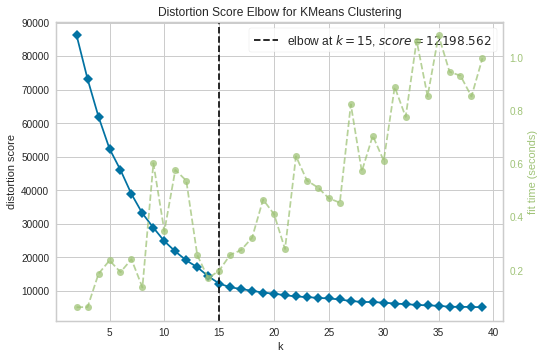 Distortion Score Elbow for KMeans Clustering
elbow at k = 15, score = 12198.562
distortion score
90000
80000
70000
60000
50000
40000
30000
20000
10000
fit time (seconds)
1.0
0.8
0.6
0.4
0.2
5 10 15 20 25 30 35 40
k